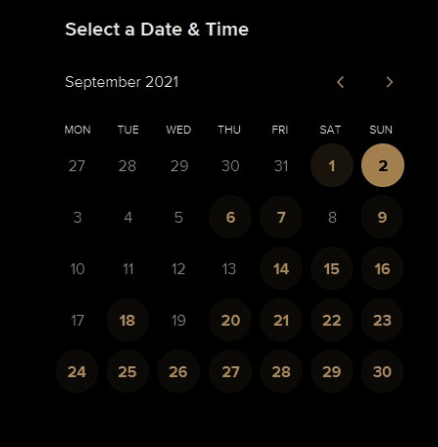 Select a Date & Time
September 2021
MON TUE WED THU FRI SAT SUN
27 28 29 30 31 1 2
3 4 5 6 7 8 9
10 11 12 13 14 15 16
17 18 19 20 21 22 23
24 25 26 27 28 29 30